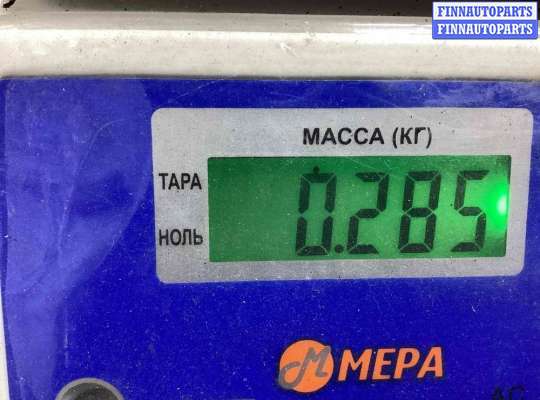 FINNAUTOPARTS
FINNAUTOPARTS
МАССА (КГ)
ТАРА
0.285
НОЛЬ
М МЕРА